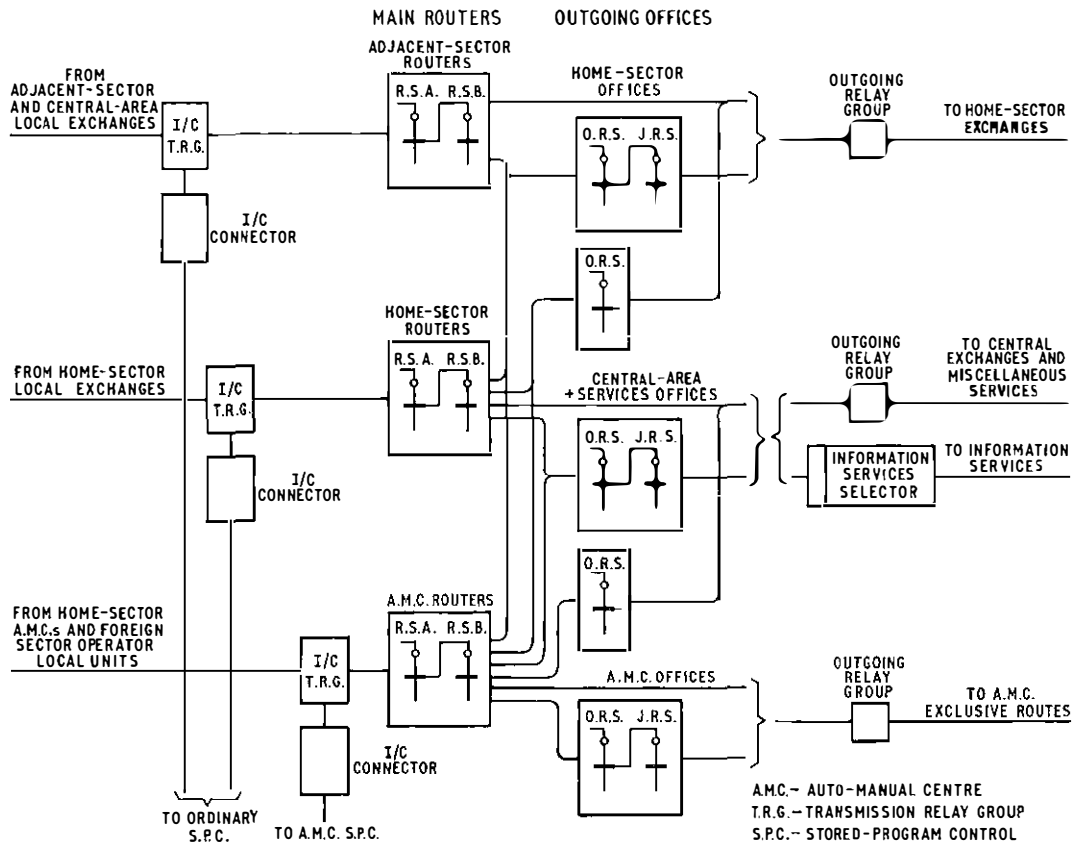 MAIN ROUTERS
OUTGOING OFFICES
ADJACENT-SECTOR
ROUTERS
R.S.A. R.S.B.
FROM
ADJACENT-SECTOR
AND CENTRAL-AREA
LOCAL EXCHANGES
I/C
T.R.G.
I/C
CONNECTOR
HOME-SECTOR
OFFICES
O.R.S. J.R.S.
O.R.S.
OUTGOING
RELAY
GROUP
TO HOME-SECTOR
EXCHANGES
HOME-SECTOR
ROUTERS
R.S.A. R.S.B.
FROM HOME-SECTOR
LOCAL EXCHANGES
I/C
T.R.G.
I/C
CONNECTOR
CENTRAL-AREA
+ SERVICES OFFICES
O.R.S. J.R.S.
O.R.S.
OUTGOING
RELAY
GROUP
TO CENTRAL
EXCHANGES AND
MISCELLANEOUS
SERVICES
INFORMATION
SERVICES
SELECTOR
TO INFORMATION
SERVICES
A.M.C. ROUTERS
R.S.A. R.S.B.
FROM HOME-SECTOR
A.M.C.s AND FOREIGN
SECTOR OPERATOR
LOCAL UNITS
I/C
T.R.G.
I/C
CONNECTOR
A.M.C. OFFICES
O.R.S. J.R.S.
OUTGOING
RELAY
GROUP
TO A.M.C.
EXCLUSIVE ROUTES
TO ORDINARY
S.P.C.
TO A.M.C. S.P.C.
A.M.C.- AUTO-MANUAL CENTRE
T.R.G.- TRANSMISSION RELAY GROUP
S.P.C.- STORED-PROGRAM CONTROL